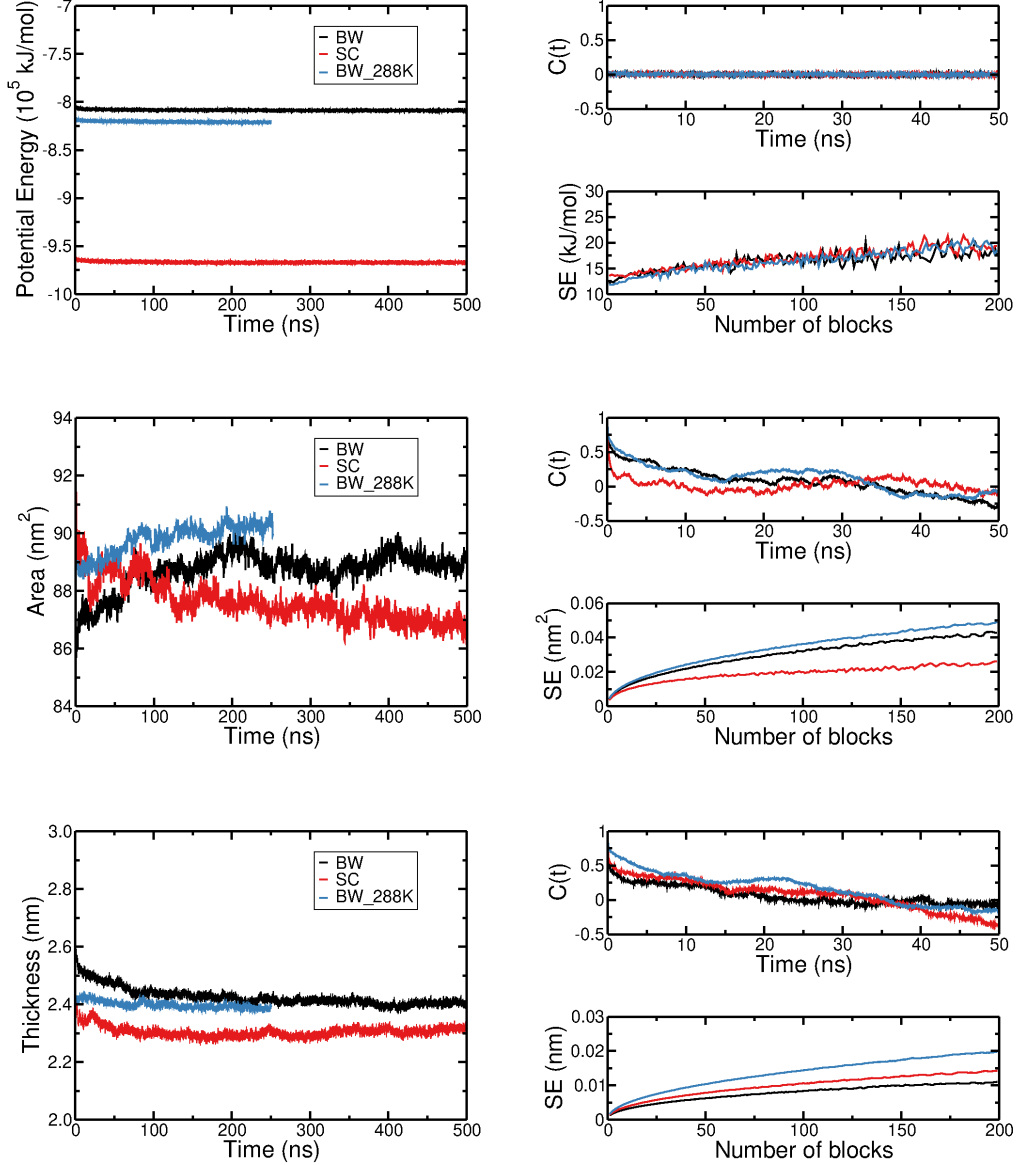 Potential Energy (10^5 kJ/mol)
-7
-8
-8.5
-9
-9.5
-10
BW
SC
BW_288K
0 100 200 300 400 500
Time (ns)
C(t)
1
0.5
0
-0.5
0 10 20 30 40 50
Time (ns)
SE (kJ/mol)
30
25
20
15
10
0 50 100 150 200
Number of blocks
Area (nm²)
94
92
90
88
86
84
BW
SC
BW_288K
0 100 200 300 400 500
Time (ns)
C(t)
1
0.5
0
-0.5
0 10 20 30 40 50
Time (ns)
SE (nm²)
0.06
0.04
0.02
0
0 50 100 150 200
Number of blocks
Thickness (nm)
3.0
2.8
2.6
2.4
2.2
2.0
BW
SC
BW_288K
0 100 200 300 400 500
Time (ns)
C(t)
1
0.5
0
-0.5
0 10 20 30 40 50
Time (ns)
SE (nm)
0.03
0.02
0.01
0
0 50 100 150 200
Number of blocks